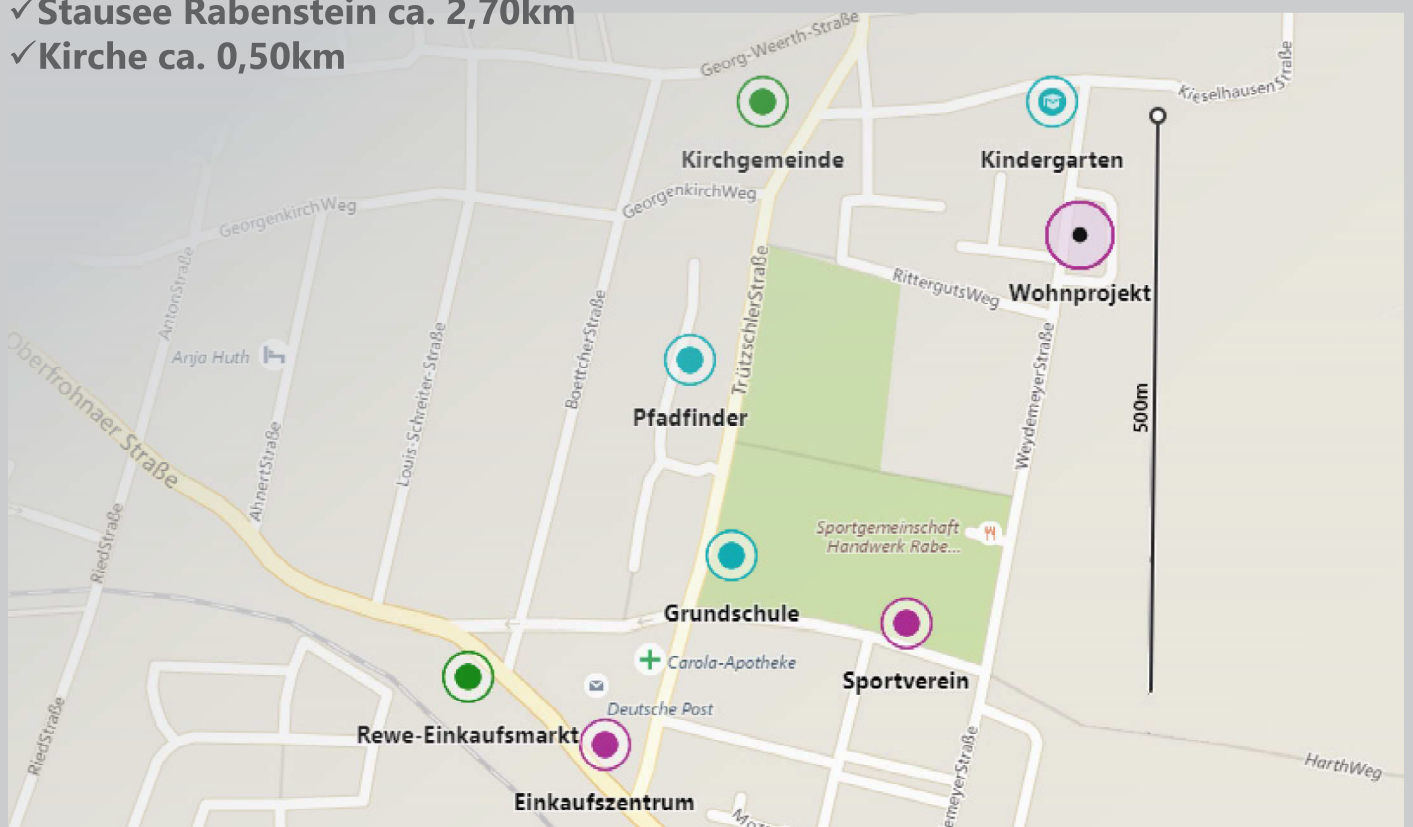 ✓Stausee Rabenstein ca. 2,70km
✓Kirche ca. 0,50km
Georg-Weerth-Straße
KieselhausenStraße
Kirchgemeinde
Kindergarten
GeorgenkirchWeg
GeorgenkirchWeg
AntonStraße
TrützschlerStraße
RittergutsWeg
Wohnprojekt
Oberfrohnaer Straße
Anja Huth
Louis-Schreiter-Straße
BoettcherStraße
WeydemeyerStraße
500m
Pfadfinder
AhnertStraße
RiedStraße
Sportgemeinschaft
Handwerk Rabe...
Grundschule
Carola-Apotheke
Sportverein
Deutsche Post
Rewe-Einkaufsmarkt
RiedStraße
emeyerStraße
HarthWeg
Einkaufszentrum